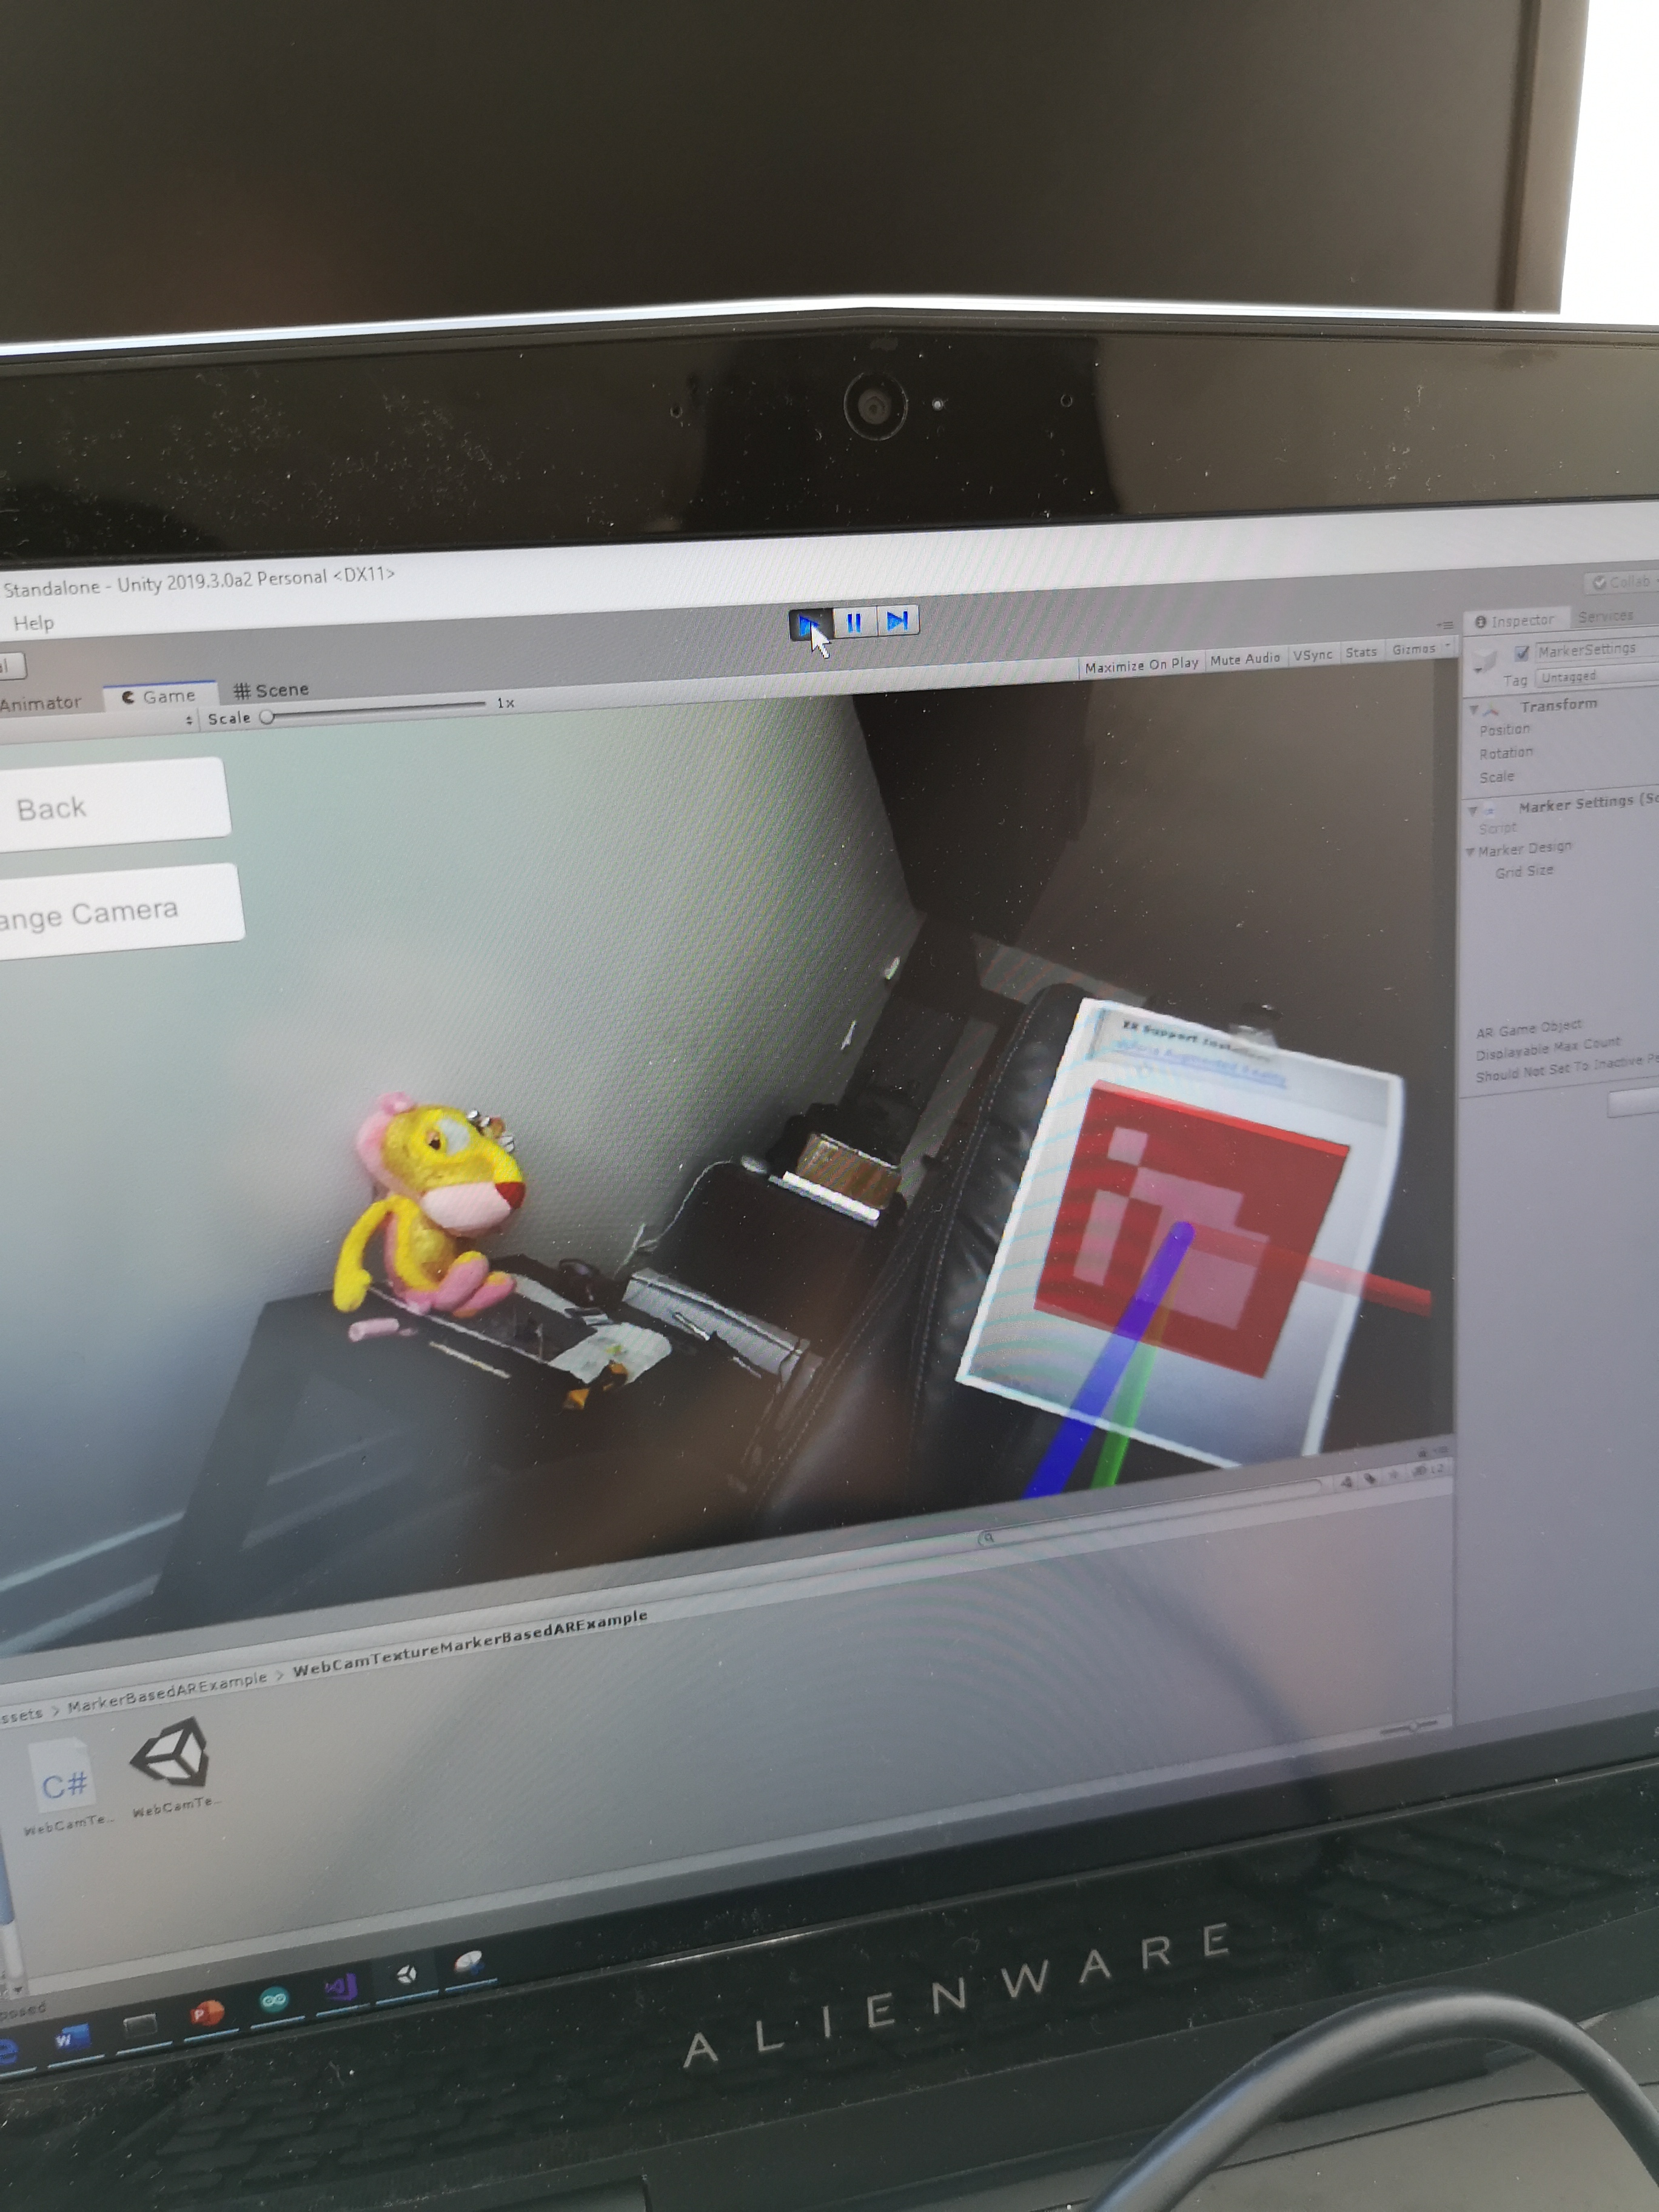 Standalone - Unity 2019.3.0a2 Personal <DX11>
Help
Collab
Inspector
Services
MarkerSettings
Tag Untagged
Maximize On Play Mute Audio VSync Stats Gizmos
Animator Game Scene
Scale 1x
Transform
Position
Rotation
Scale
Marker Settings (Sc
Script
Marker Design
Grid Size
AR Game Object
Displayable Max Count
Should Not Set To Inactive Pe
Back
ange Camera
XR Support
ssets > MarkerBasedARExample > WebCamTextureMarkerBasedARExample
C#
WebCamTe...
WebCamTe...
posed
ALIENWARE